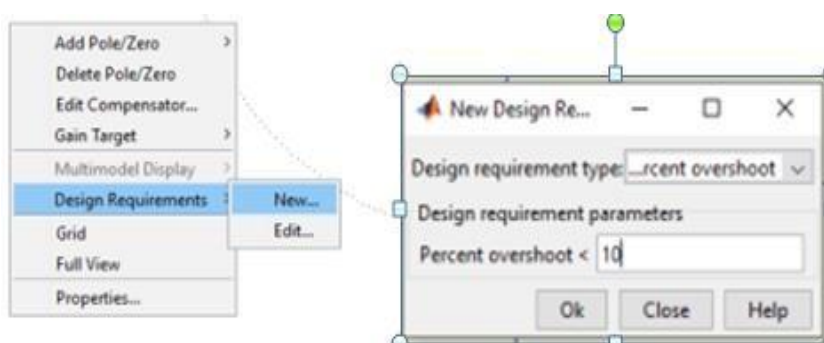 Add Pole/Zero
Delete Pole/Zero
Edit Compensator...
Gain Target
Multimodel Display
Design Requirements
New...
Edit...
Grid
Full View
Properties...
New Design Re...
Design requirement type: ...rcent overshoot
Design requirement parameters
Percent overshoot < 10
Ok Close Help